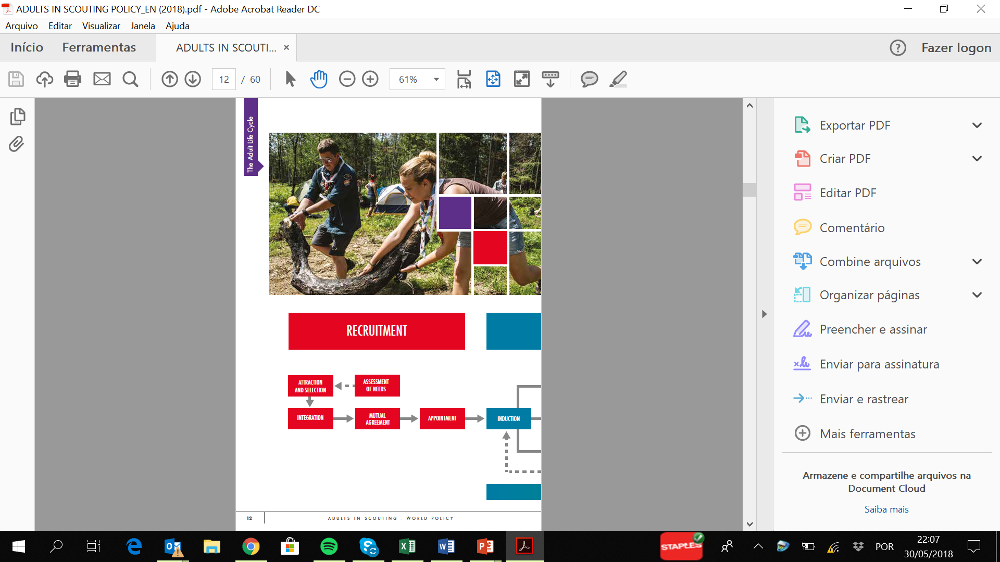 ADULTS IN SCOUTING POLICY_EN (2018).pdf - Adobe Acrobat Reader DC
Arquivo Editar Visualizar Janela Ajuda
Início Ferramentas ADULTS IN SCOUTI... Fazer logon
12 / 60 61%
The Adult Life Cycle
RECRUITMENT
ATTRACTION
AND SELECTION
ASSESSMENT
OF NEEDS
INTEGRATION
MUTUAL
AGREEMENT
APPOINTMENT
INDUCTION
12 ADULTS IN SCOUTING - WORLD POLICY
Exportar PDF
Criar PDF
Editar PDF
Comentário
Combine arquivos
Organizar páginas
Preencher e assinar
Enviar para assinatura
Enviar e rastrear
Mais ferramentas
Armazene e compartilhe arquivos na
Document Cloud
Saiba mais
STAPLES
POR
22:07
30/05/2018